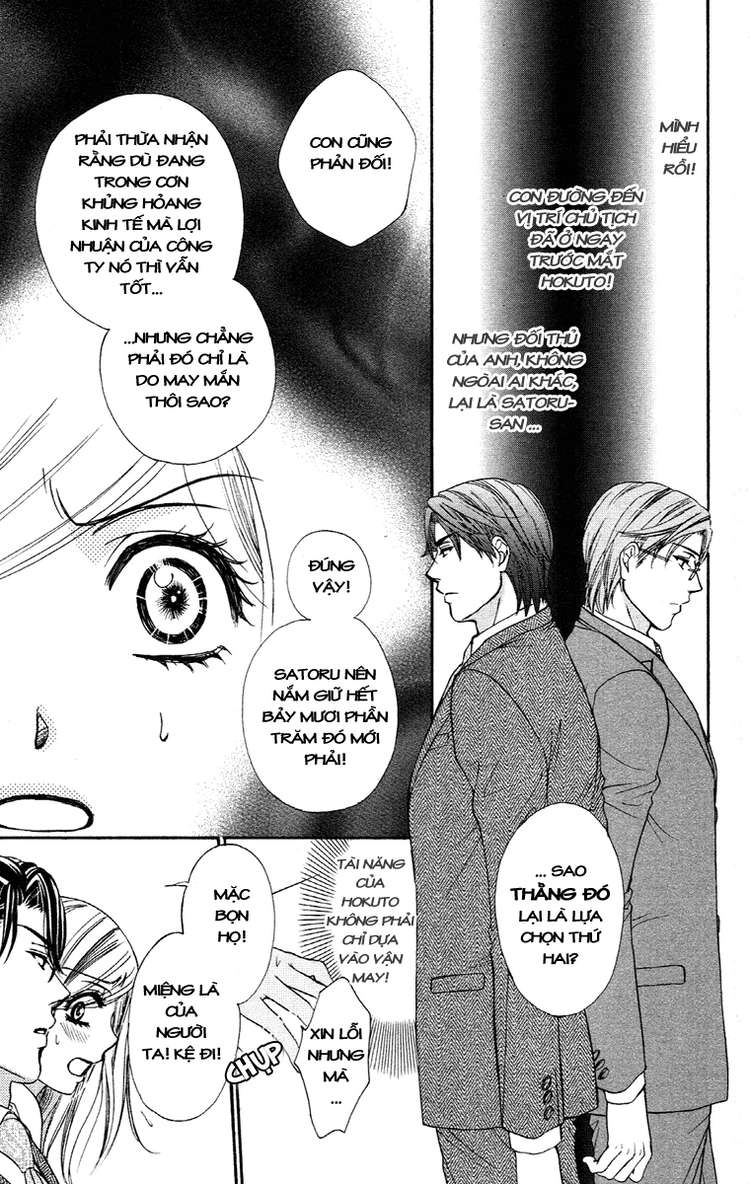 MÌNH
HIỂU
RỒI!
CON ĐƯỜNG ĐẾN
VỊ TRÍ CHỦ TỊCH
ĐÃ Ở NGAY
TRƯỚC MẮT
HOKUTO!
NHƯNG ĐỐI THỦ
CỦA ANH, KHÔNG
NGOÀI AI KHÁC,
LẠI LÀ SATORU-
SAN ...
... SAO
THẰNG ĐÓ
LẠI LÀ LỰA
CHỌN THỨ
HAI?
CON CŨNG
PHẢN ĐỐI!
PHẢI THỪA NHẬN
RẰNG DÙ ĐANG
TRONG CƠN
KHỦNG HOẢNG
KINH TẾ MÀ LỢI
NHUẬN CỦA CÔNG
TY NÓ THÌ VẪN
TỐT...
...NHƯNG CHẲNG
PHẢI ĐÓ CHỈ LÀ
DO MAY MẮN
THÔI SAO?
ĐÚNG
VẬY!
SATORU NÊN
NẮM GIỮ HẾT
BẢY MƯƠI PHẦN
TRĂM ĐÓ MỚI
PHẢI!
TÀI NĂNG
CỦA
HOKUTO
KHÔNG PHẢI
CHỈ DỰA
VÀO VẬN
MAY!
XIN LỖI
NHƯNG
MÀ
...
CHỤP
MẶC
BỌN
HỌ!
MIỆNG LÀ
CỦA
NGƯỜI
TA! KỆ ĐI!